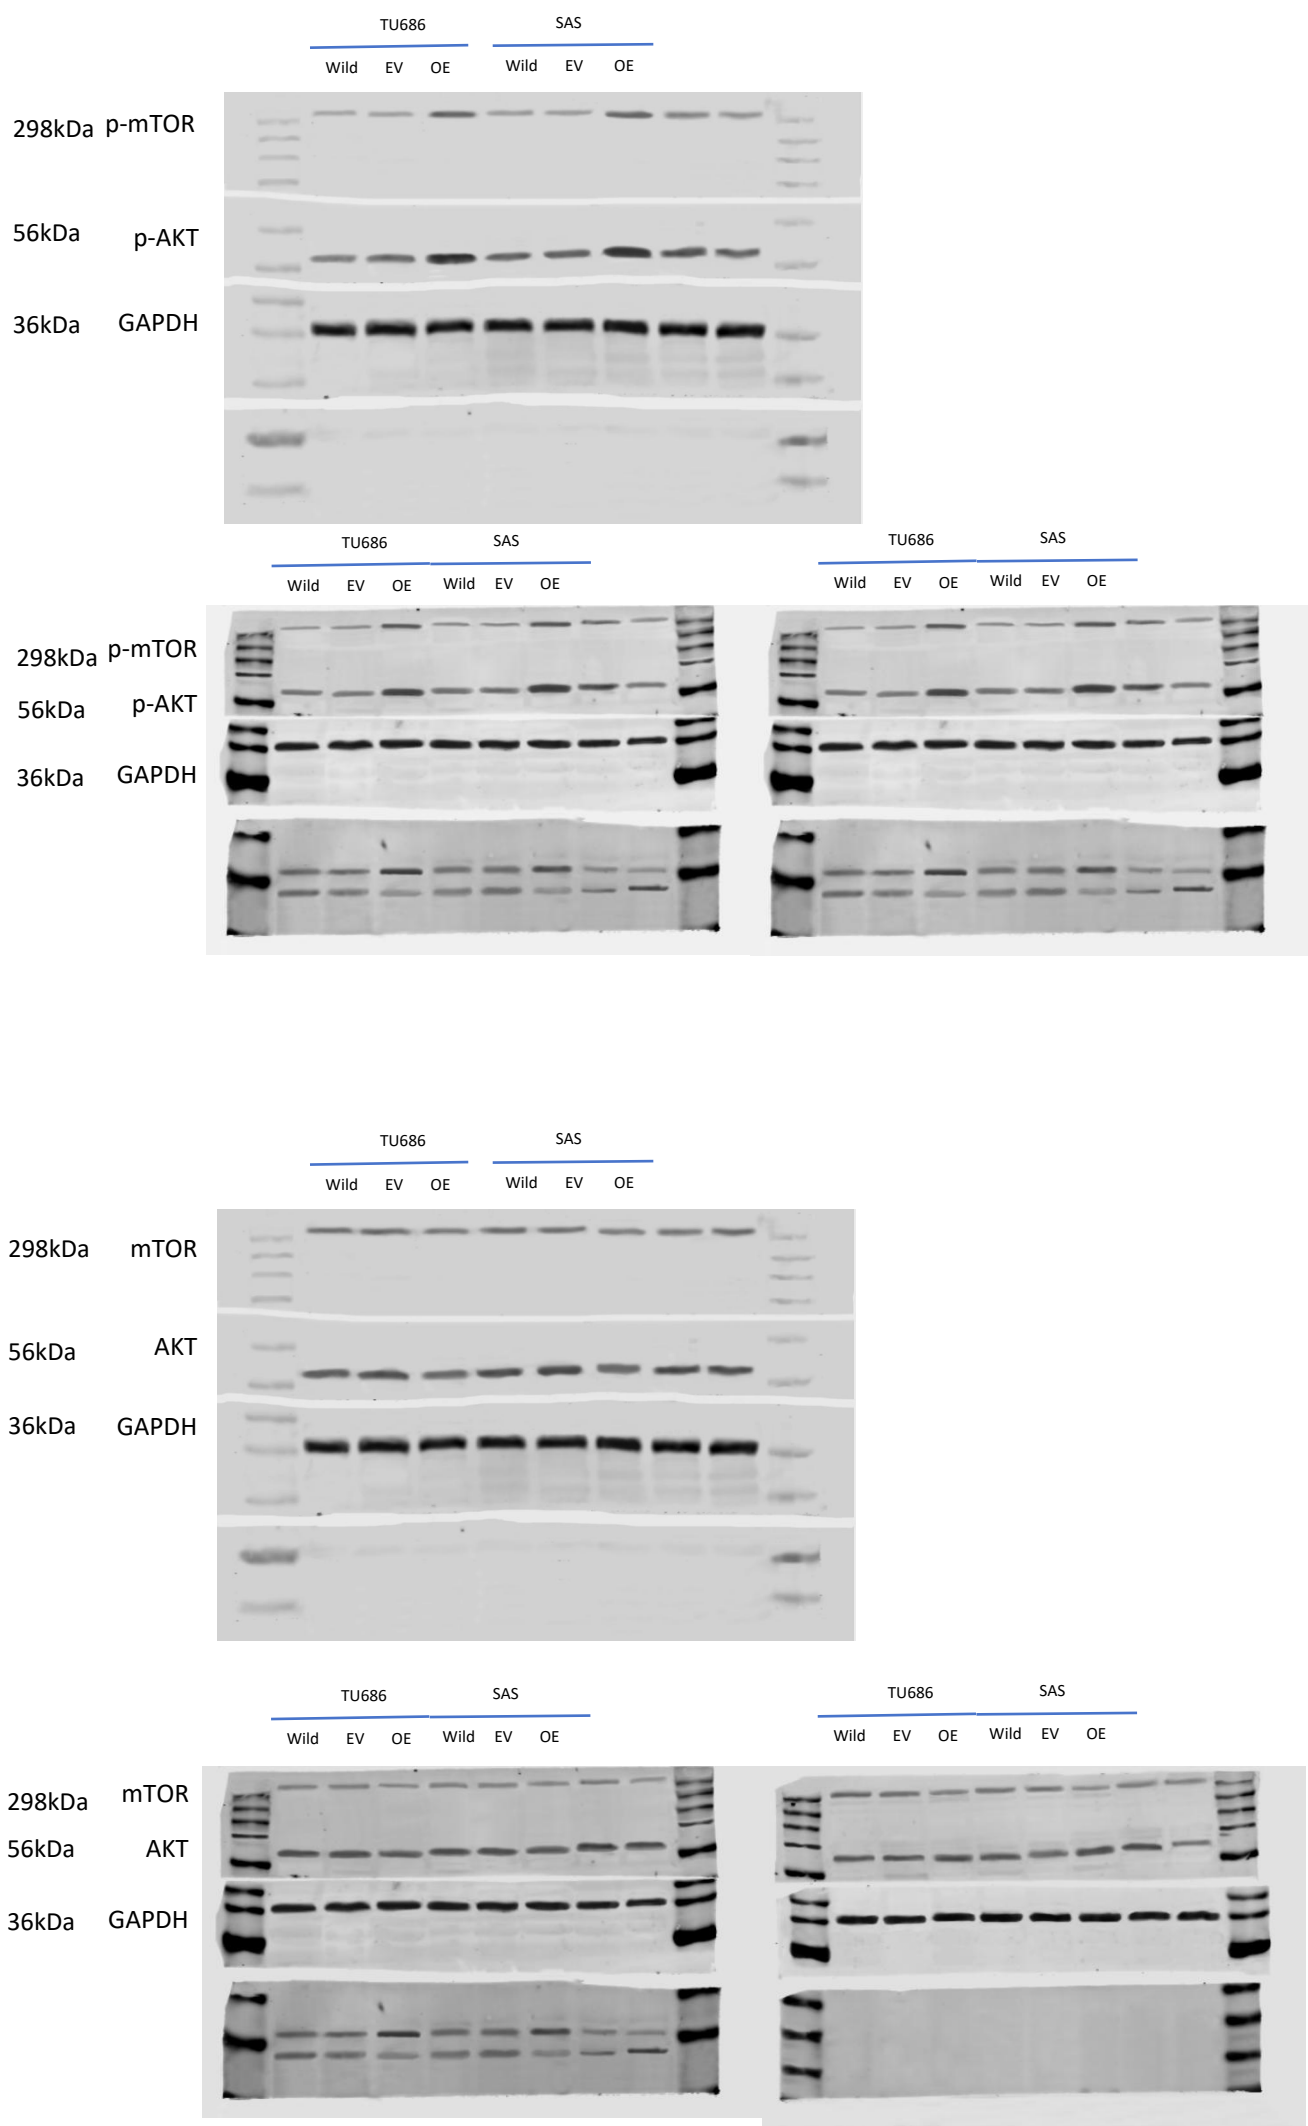 TU686 SAS
Wild EV OE Wild EV OE
298kDa p-mTOR
56kDa p-AKT
36kDa GAPDH
TU686 SAS TU686 SAS
Wild EV OE Wild EV OE Wild EV OE Wild EV OE
298kDa p-mTOR
56kDa p-AKT
36kDa GAPDH
TU686 SAS
Wild EV OE Wild EV OE
298kDa mTOR
56kDa AKT
36kDa GAPDH
TU686 SAS TU686 SAS
Wild EV OE Wild EV OE Wild EV OE Wild EV OE
298kDa mTOR
56kDa AKT
36kDa GAPDH